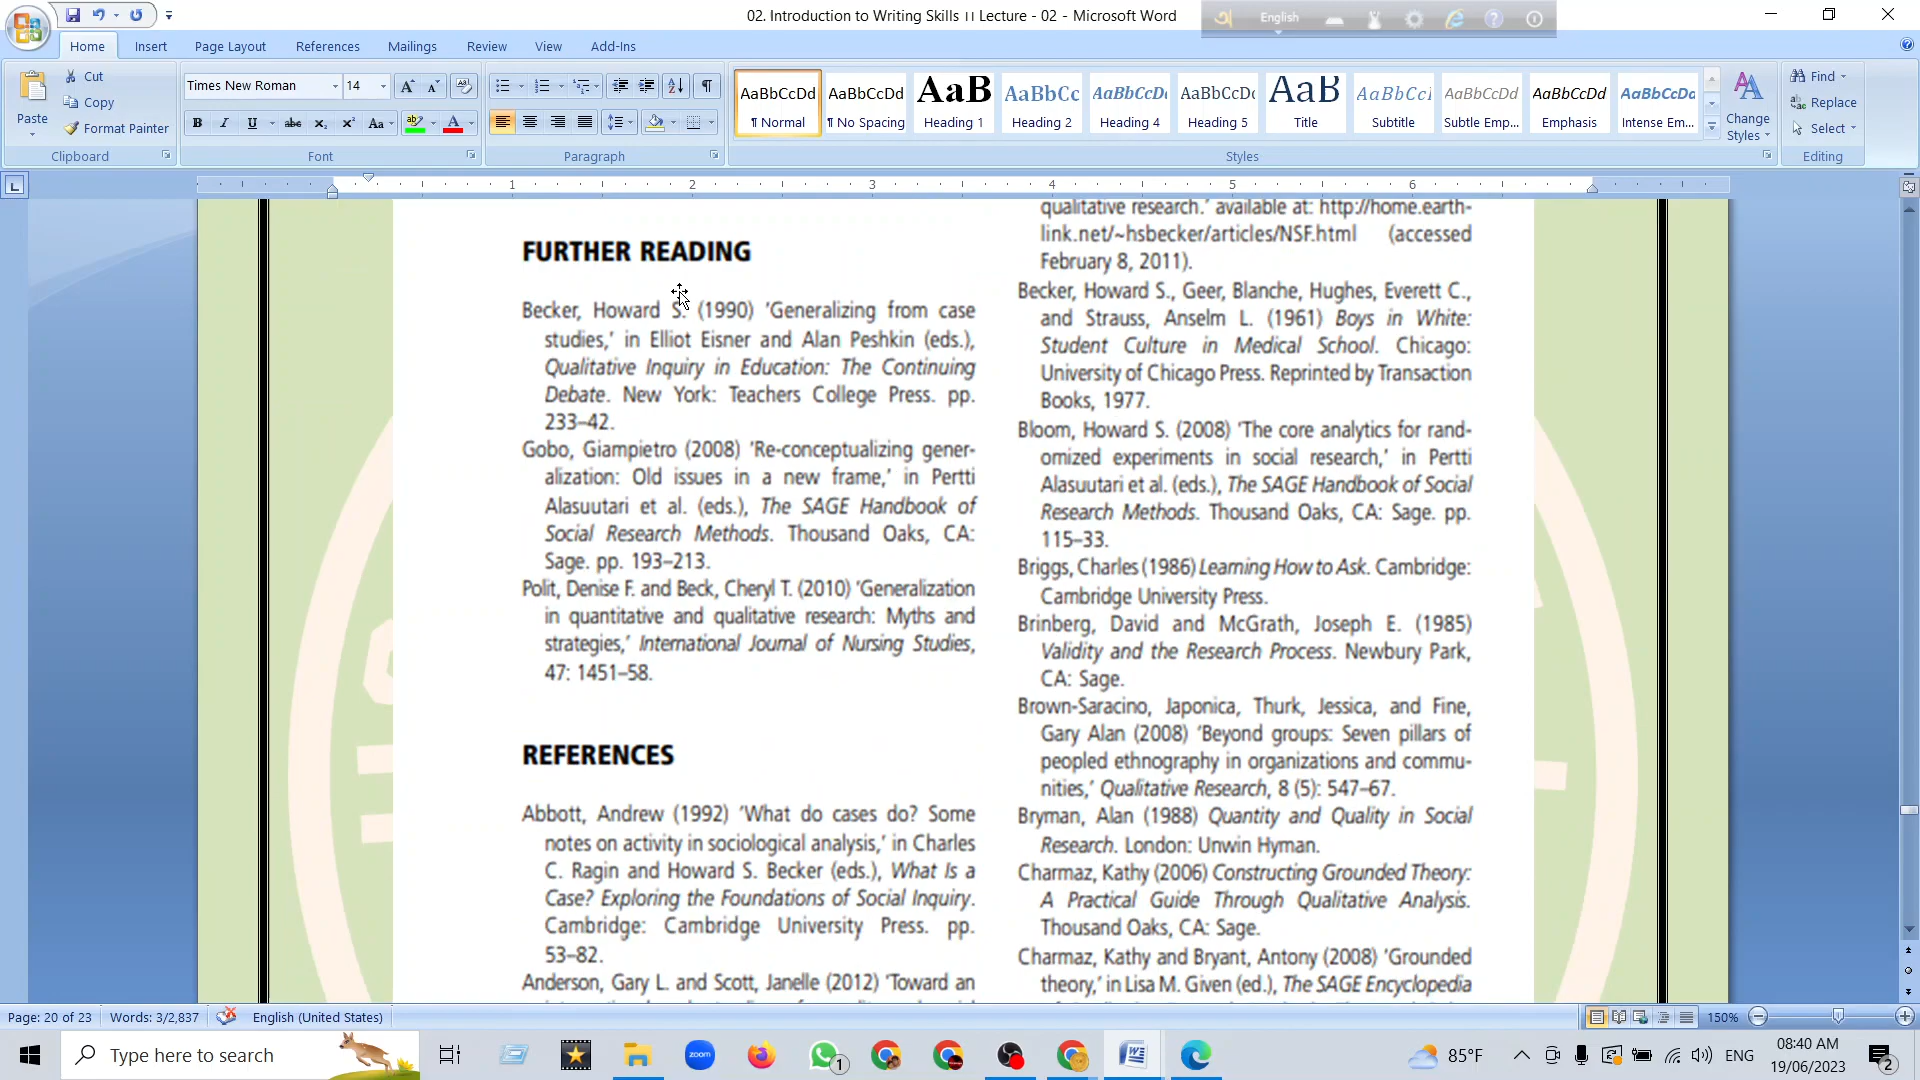 02. Introduction to Writing Skills ।। Lecture - 02 - Microsoft Word
English
Home Insert Page Layout References Mailings Review View Add-Ins
Paste
Cut
Copy
Format Painter
Clipboard
Times New Roman 14
Font
Paragraph
AaBbCcDd AaBbCcDd AaB AaBbCc AaBbCcDc AaBbCcDc AaB AaBbCcl AaBbCcDd AaBbCcDd AaBbCcDd
¶ Normal ¶ No Spacing Heading 1 Heading 2 Heading 4 Heading 5 Title Subtitle Subtle Emp... Emphasis Intense Em...
Styles
Change Styles
Find
Replace
Select
Editing
1 2 3 4 5 6
FURTHER READING
Becker, Howard S. (1990) 'Generalizing from case
studies,' in Elliot Eisner and Alan Peshkin (eds.),
Qualitative Inquiry in Education: The Continuing
Debate. New York: Teachers College Press. pp.
233–42.
Gobo, Giampietro (2008) 'Re-conceptualizing gener-
alization: Old issues in a new frame,' in Pertti
Alasuutari et al. (eds.), The SAGE Handbook of
Social Research Methods. Thousand Oaks, CA:
Sage. pp. 193–213.
Polit, Denise F. and Beck, Cheryl T. (2010) 'Generalization
in quantitative and qualitative research: Myths and
strategies,' International Journal of Nursing Studies,
47: 1451–58.
REFERENCES
Abbott, Andrew (1992) 'What do cases do? Some
notes on activity in sociological analysis,' in Charles
C. Ragin and Howard S. Becker (eds.), What Is a
Case? Exploring the Foundations of Social Inquiry.
Cambridge: Cambridge University Press. pp.
53–82.
Anderson, Gary L. and Scott, Janelle (2012) 'Toward an
qualitative research.' available at: http://home.earth-
link.net/~hsbecker/articles/NSF.html (accessed
February 8, 2011).
Becker, Howard S., Geer, Blanche, Hughes, Everett C.,
and Strauss, Anselm L. (1961) Boys in White:
Student Culture in Medical School. Chicago:
University of Chicago Press. Reprinted by Transaction
Books, 1977.
Bloom, Howard S. (2008) 'The core analytics for rand-
omized experiments in social research,' in Pertti
Alasuutari et al. (eds.), The SAGE Handbook of Social
Research Methods. Thousand Oaks, CA: Sage. pp.
115–33.
Briggs, Charles (1986) Learning How to Ask. Cambridge:
Cambridge University Press.
Brinberg, David and McGrath, Joseph E. (1985)
Validity and the Research Process. Newbury Park,
CA: Sage.
Brown-Saracino, Japonica, Thurk, Jessica, and Fine,
Gary Alan (2008) 'Beyond groups: Seven pillars of
peopled ethnography in organizations and commu-
nities,' Qualitative Research, 8 (5): 547–67.
Bryman, Alan (1988) Quantity and Quality in Social
Research. London: Unwin Hyman.
Charmaz, Kathy (2006) Constructing Grounded Theory:
A Practical Guide Through Qualitative Analysis.
Thousand Oaks, CA: Sage.
Charmaz, Kathy and Bryant, Antony (2008) 'Grounded
theory,' in Lisa M. Given (ed.), The SAGE Encyclopedia
Page: 20 of 23 Words: 3/2,837 English (United States) 150%
Type here to search
zoom
1
85°F
ENG
08:40 AM
19/06/2023
2